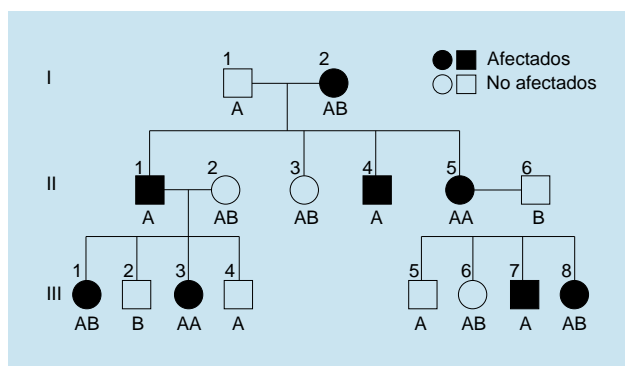 1 2
I
Afectados
No afectados
A AB
1 2 3 4 5 6
II
A AB AB A AA B
1 2 3 4 5 6 7 8
III
AB B AA A A AB A AB